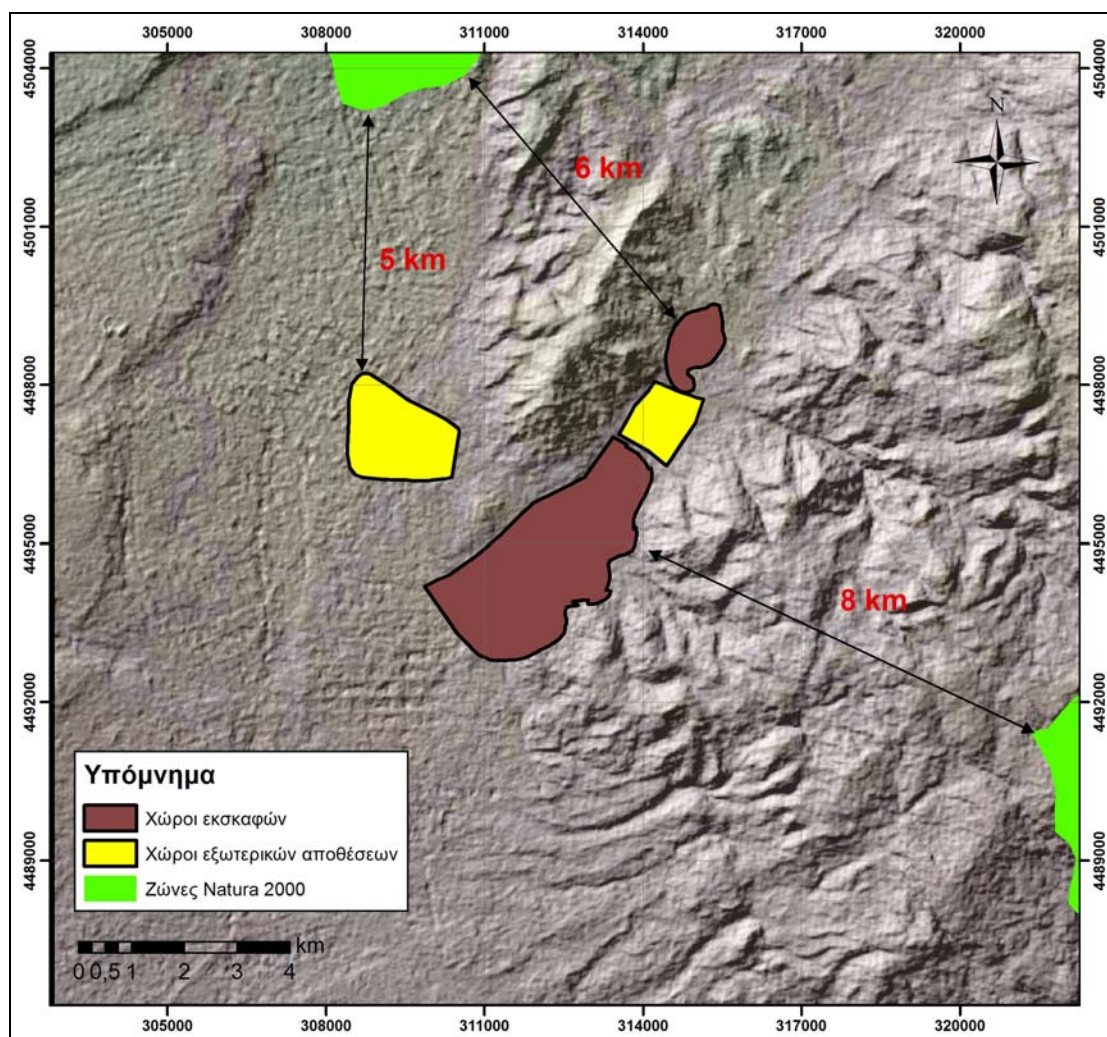 305000 308000 311000 314000 317000 320000
4504000 4504000
N
6 km
4501000 4501000
5 km
4498000 4498000
4495000 4495000
8 km
4492000 4492000
Υπόμνημα
Χώροι εκσκαφών
Χώροι εξωτερικών αποθέσεων
4489000 4489000
Ζώνες Natura 2000
km
0 0,5 1 2 3 4
305000 308000 311000 314000 317000 320000